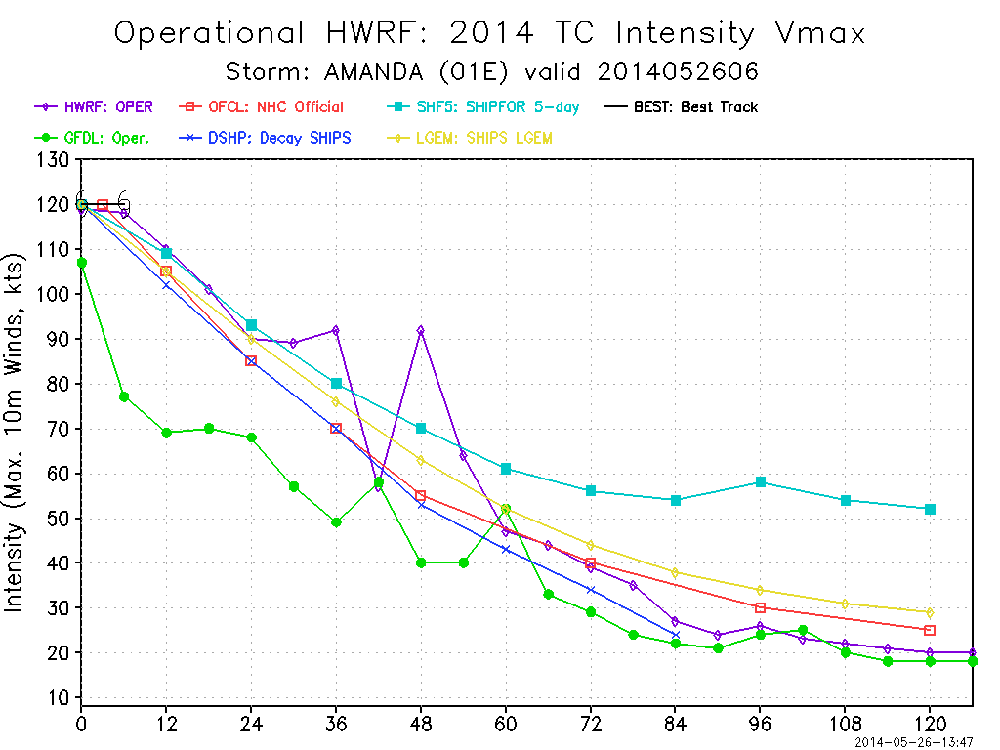 Operational HWRF: 2014 TC Intensity Vmax
Storm: AMANDA (01E) valid 2014052606
HWRF: OPER OFCL: NHC Official SHF5: SHIPFOR 5-day BEST: Best Track
GFDL: Oper. DSHP: Decay SHIPS LGEM: SHIPS LGEM
Intensity (Max. 10m Winds, kts)
130
120
110
100
90
80
70
60
50
40
30
20
10
0 12 24 36 48 60 72 84 96 108 120
2014-05-26-13:47